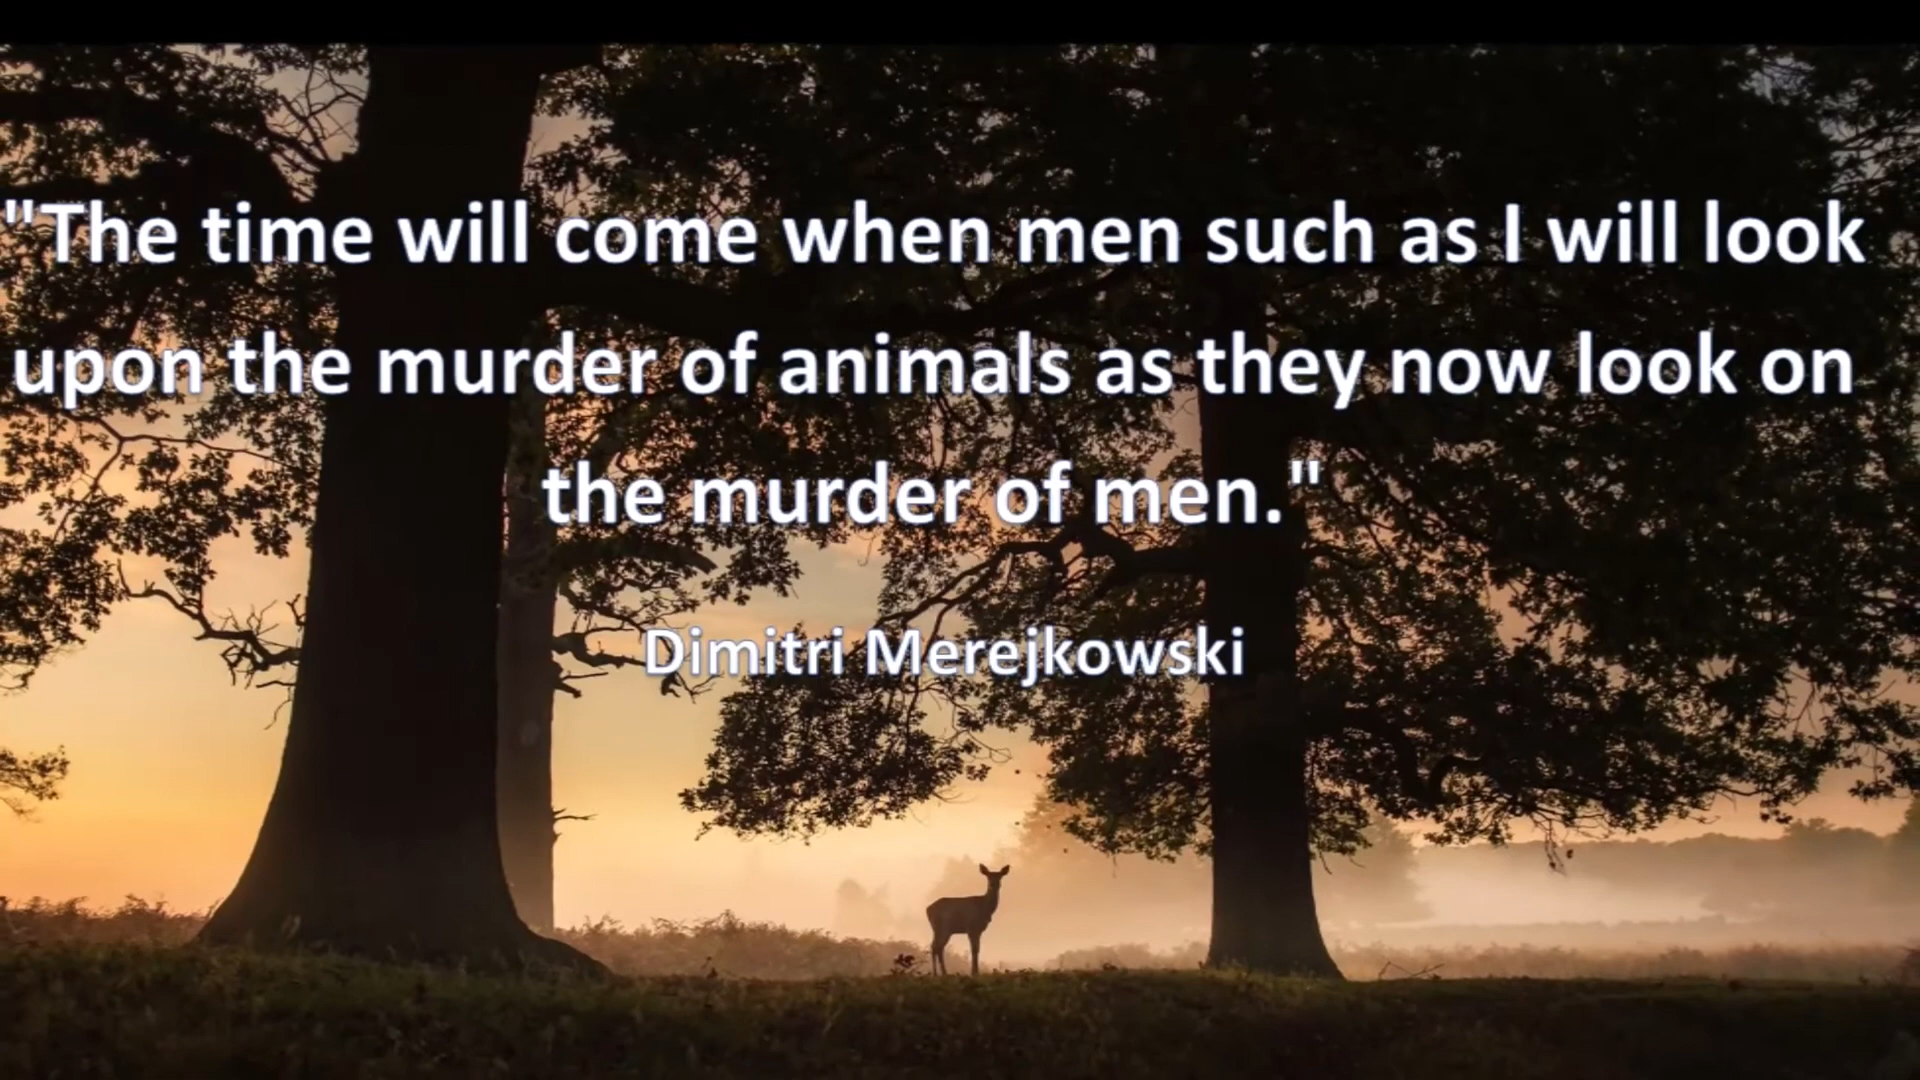 "The time will come when men such as I will look
upon the murder of animals as they now look on
the murder of men."
Dimitri Merejkowski